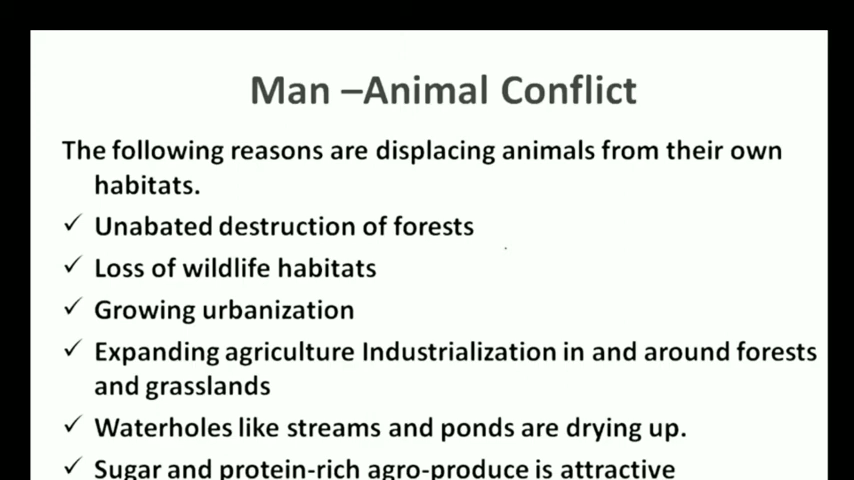 Man –Animal Conflict
The following reasons are displacing animals from their own
habitats.
✓ Unabated destruction of forests
✓ Loss of wildlife habitats
✓ Growing urbanization
✓ Expanding agriculture Industrialization in and around forests
and grasslands
✓ Waterholes like streams and ponds are drying up.
✓ Sugar and protein-rich agro-produce is attractive